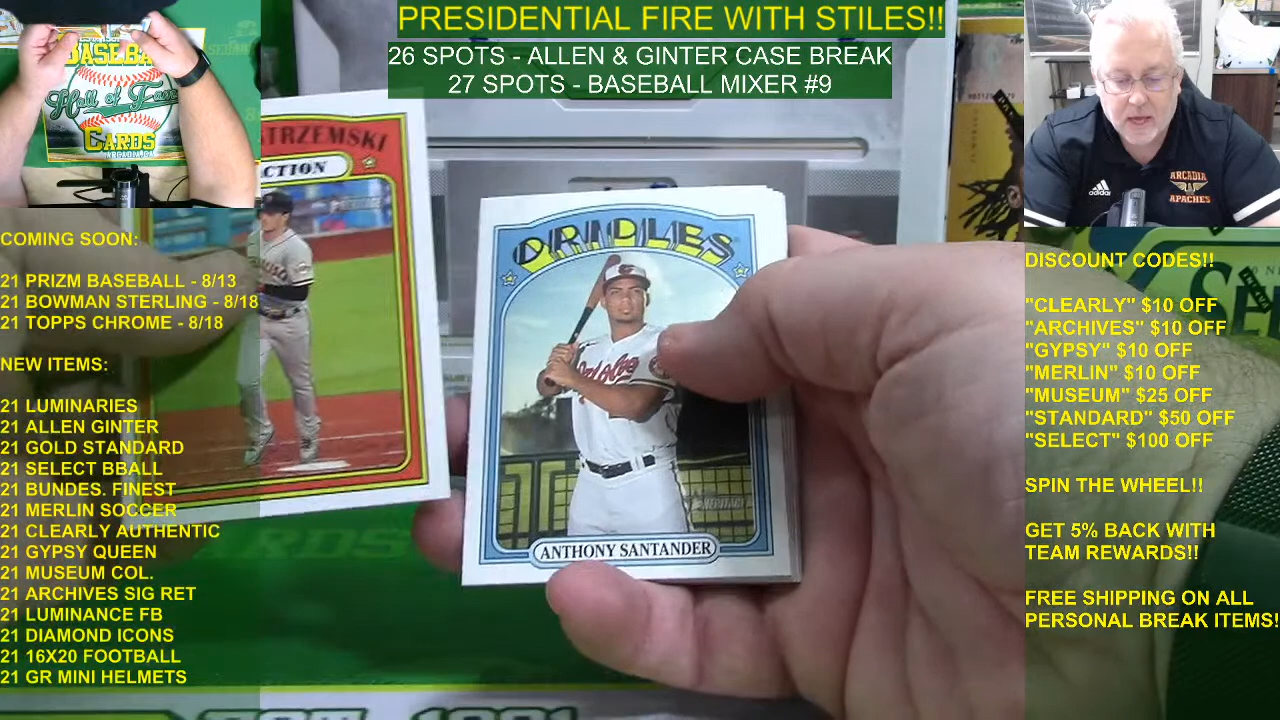 PRESIDENTIAL FIRE WITH STILES!!
26 SPOTS - ALLEN & GINTER CASE BREAK
27 SPOTS - BASEBALL MIXER #9
BASEBA
Hall of Fame
CARDS
ARCADIA
ARCADIA
APACHES
adidas
TRZEMSKI
CTION
ORIOLES
ANTHONY SANTANDER
COMING SOON:
21 PRIZM BASEBALL - 8/13
21 BOWMAN STERLING - 8/18
21 TOPPS CHROME - 8/18
NEW ITEMS:
21 LUMINARIES
21 ALLEN GINTER
21 GOLD STANDARD
21 SELECT BBALL
21 BUNDES. FINEST
21 MERLIN SOCCER
21 CLEARLY AUTHENTIC
21 GYPSY QUEEN
21 MUSEUM COL.
21 ARCHIVES SIG RET
21 LUMINANCE FB
21 DIAMOND ICONS
21 16X20 FOOTBALL
21 GR MINI HELMETS
DISCOUNT CODES!!
"CLEARLY" $10 OFF
"ARCHIVES" $10 OFF
"GYPSY" $10 OFF
"MERLIN" $10 OFF
"MUSEUM" $25 OFF
"STANDARD" $50 OFF
"SELECT" $100 OFF
SPIN THE WHEEL!!
GET 5% BACK WITH
TEAM REWARDS!!
FREE SHIPPING ON ALL
PERSONAL BREAK ITEMS!